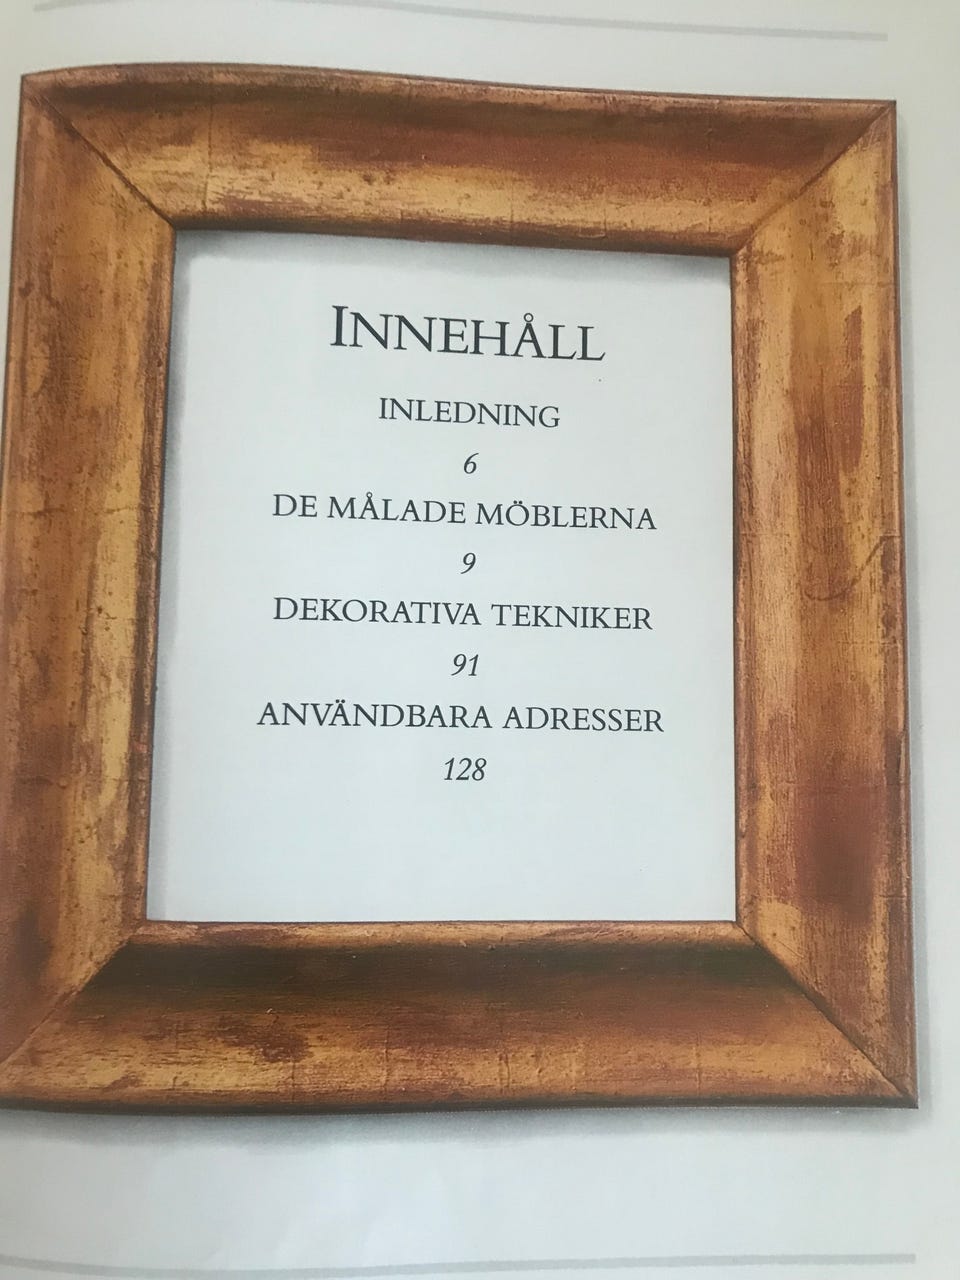 INNEHÅLL
INLEDNING
6
DE MÅLADE MÖBLERNA
9
DEKORATIVA TEKNIKER
91
ANVÄNDBARA ADRESSER
128